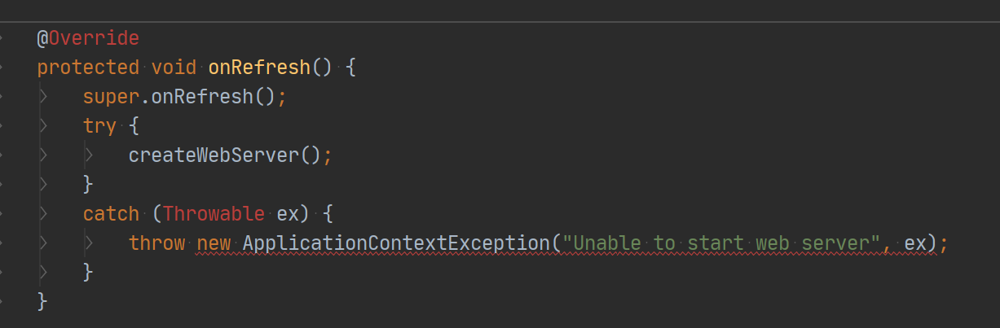 @Override
protected void onRefresh() {
super.onRefresh();
try {
createWebServer();
}
catch (Throwable ex) {
throw new ApplicationContextException("Unable to start web server", ex);
}
}